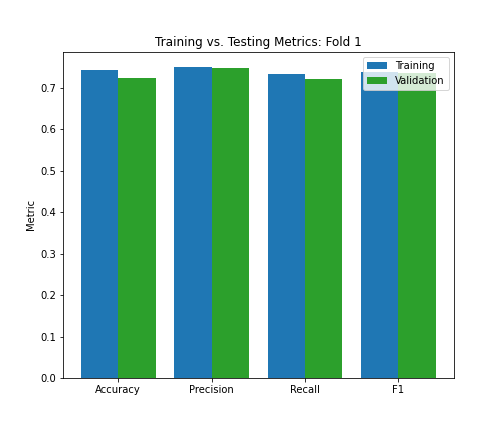 Training vs. Testing Metrics: Fold 1
Training
Validation
Metric
0.7
0.6
0.5
0.4
0.3
0.2
0.1
0.0
Accuracy Precision Recall F1